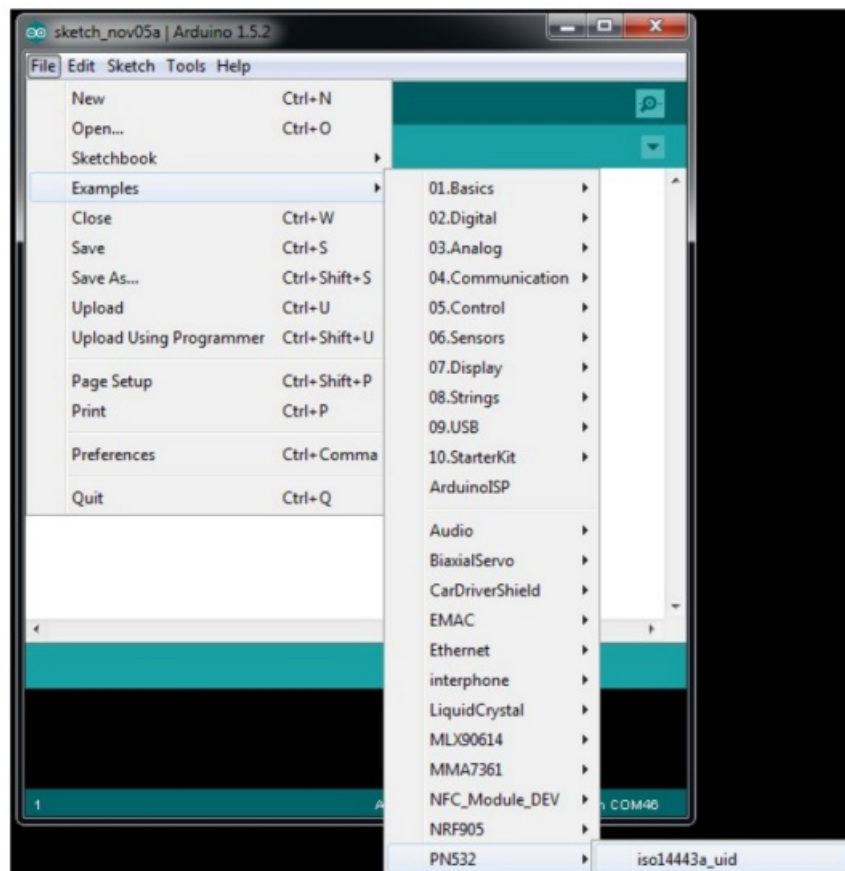 sketch_nov05a | Arduino 1.5.2
File Edit Sketch Tools Help
New Ctrl+N
Open... Ctrl+O
Sketchbook
Examples
Close Ctrl+W
Save Ctrl+S
Save As... Ctrl+Shift+S
Upload Ctrl+U
Upload Using Programmer Ctrl+Shift+U
Page Setup Ctrl+Shift+P
Print Ctrl+P
Preferences Ctrl+Comma
Quit Ctrl+Q
01.Basics
02.Digital
03.Analog
04.Communication
05.Control
06.Sensors
07.Display
08.Strings
09.USB
10.StarterKit
ArduinoISP
Audio
BiaxialServo
CarDriverShield
EMAC
Ethernet
interphone
LiquidCrystal
MLX90614
MMA7361
NFC_Module_DEV
NRF905
PN532
iso14443a_uid
1 COM46